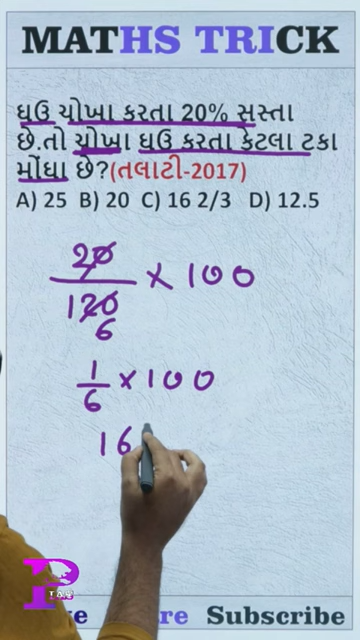 MATHS TRICK
ઘઉ ચોખા કરતા 20% સસ્તા
છે.તો ચોખા ઘઉં કરતા કેટલા ટકા
મોંઘા છે?(તલાટી-2017)
A) 25 B) 20 C) 16 2/3 D) 12.5
20/120 × 100
6
1/6 × 100
16
P
Subscribe